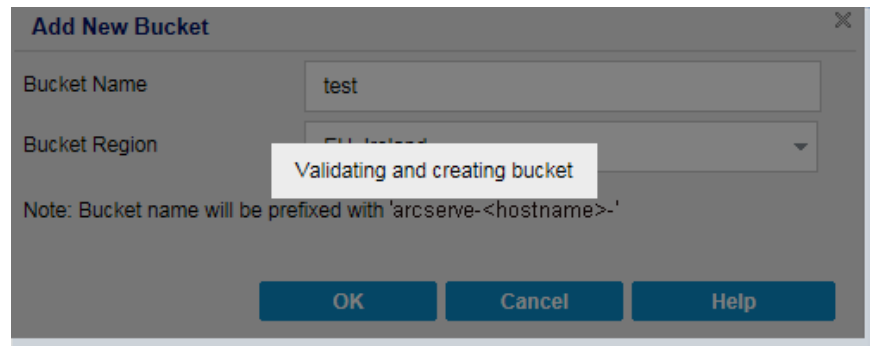 Add New Bucket
Bucket Name
test
Bucket Region
Validating and creating bucket
Note: Bucket name will be prefixed with 'arcserve-<hostname>-'
OK
Cancel
Help